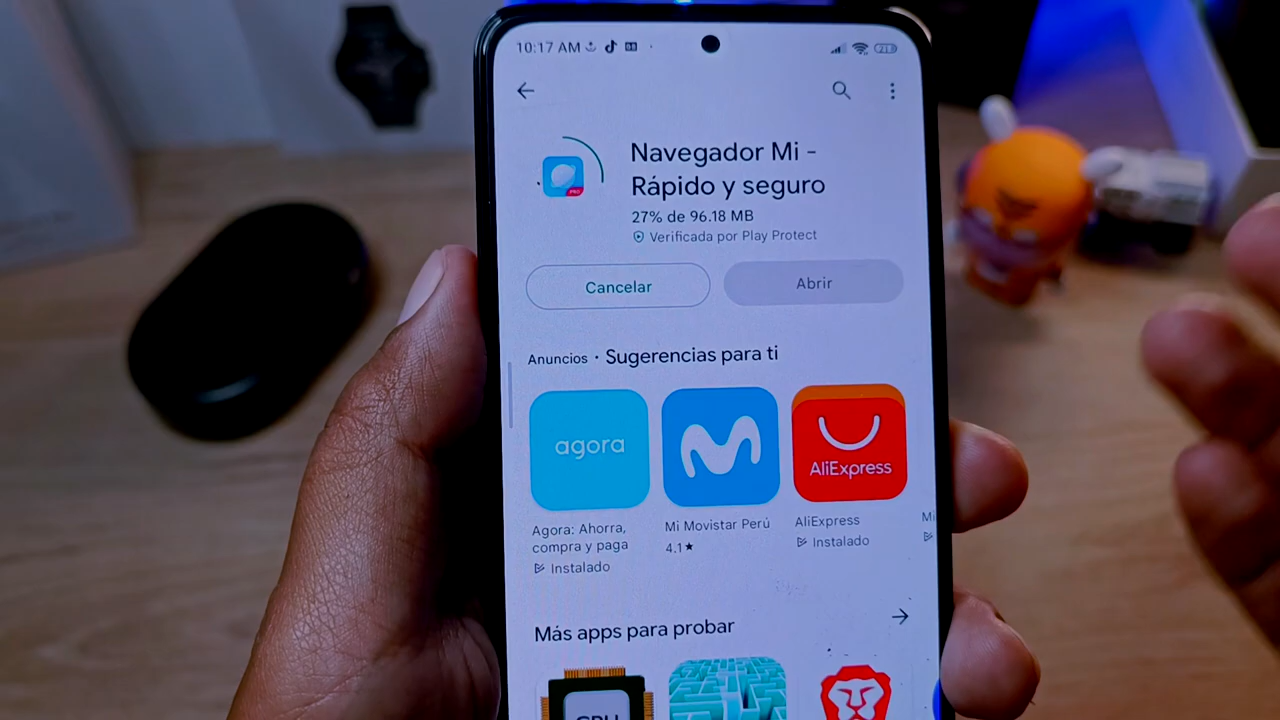 10:17 AM
Navegador Mi -
Rápido y seguro
27% de 96.18 MB
Verificada por Play Protect
Cancelar
Abrir
Anuncios · Sugerencias para ti
agora
AliExpress
Agora: Ahorra,
compra y paga
Instalado
Mi Movistar Perú
4.1★
AliExpress
Instalado
Mi
Más apps para probar
CPU